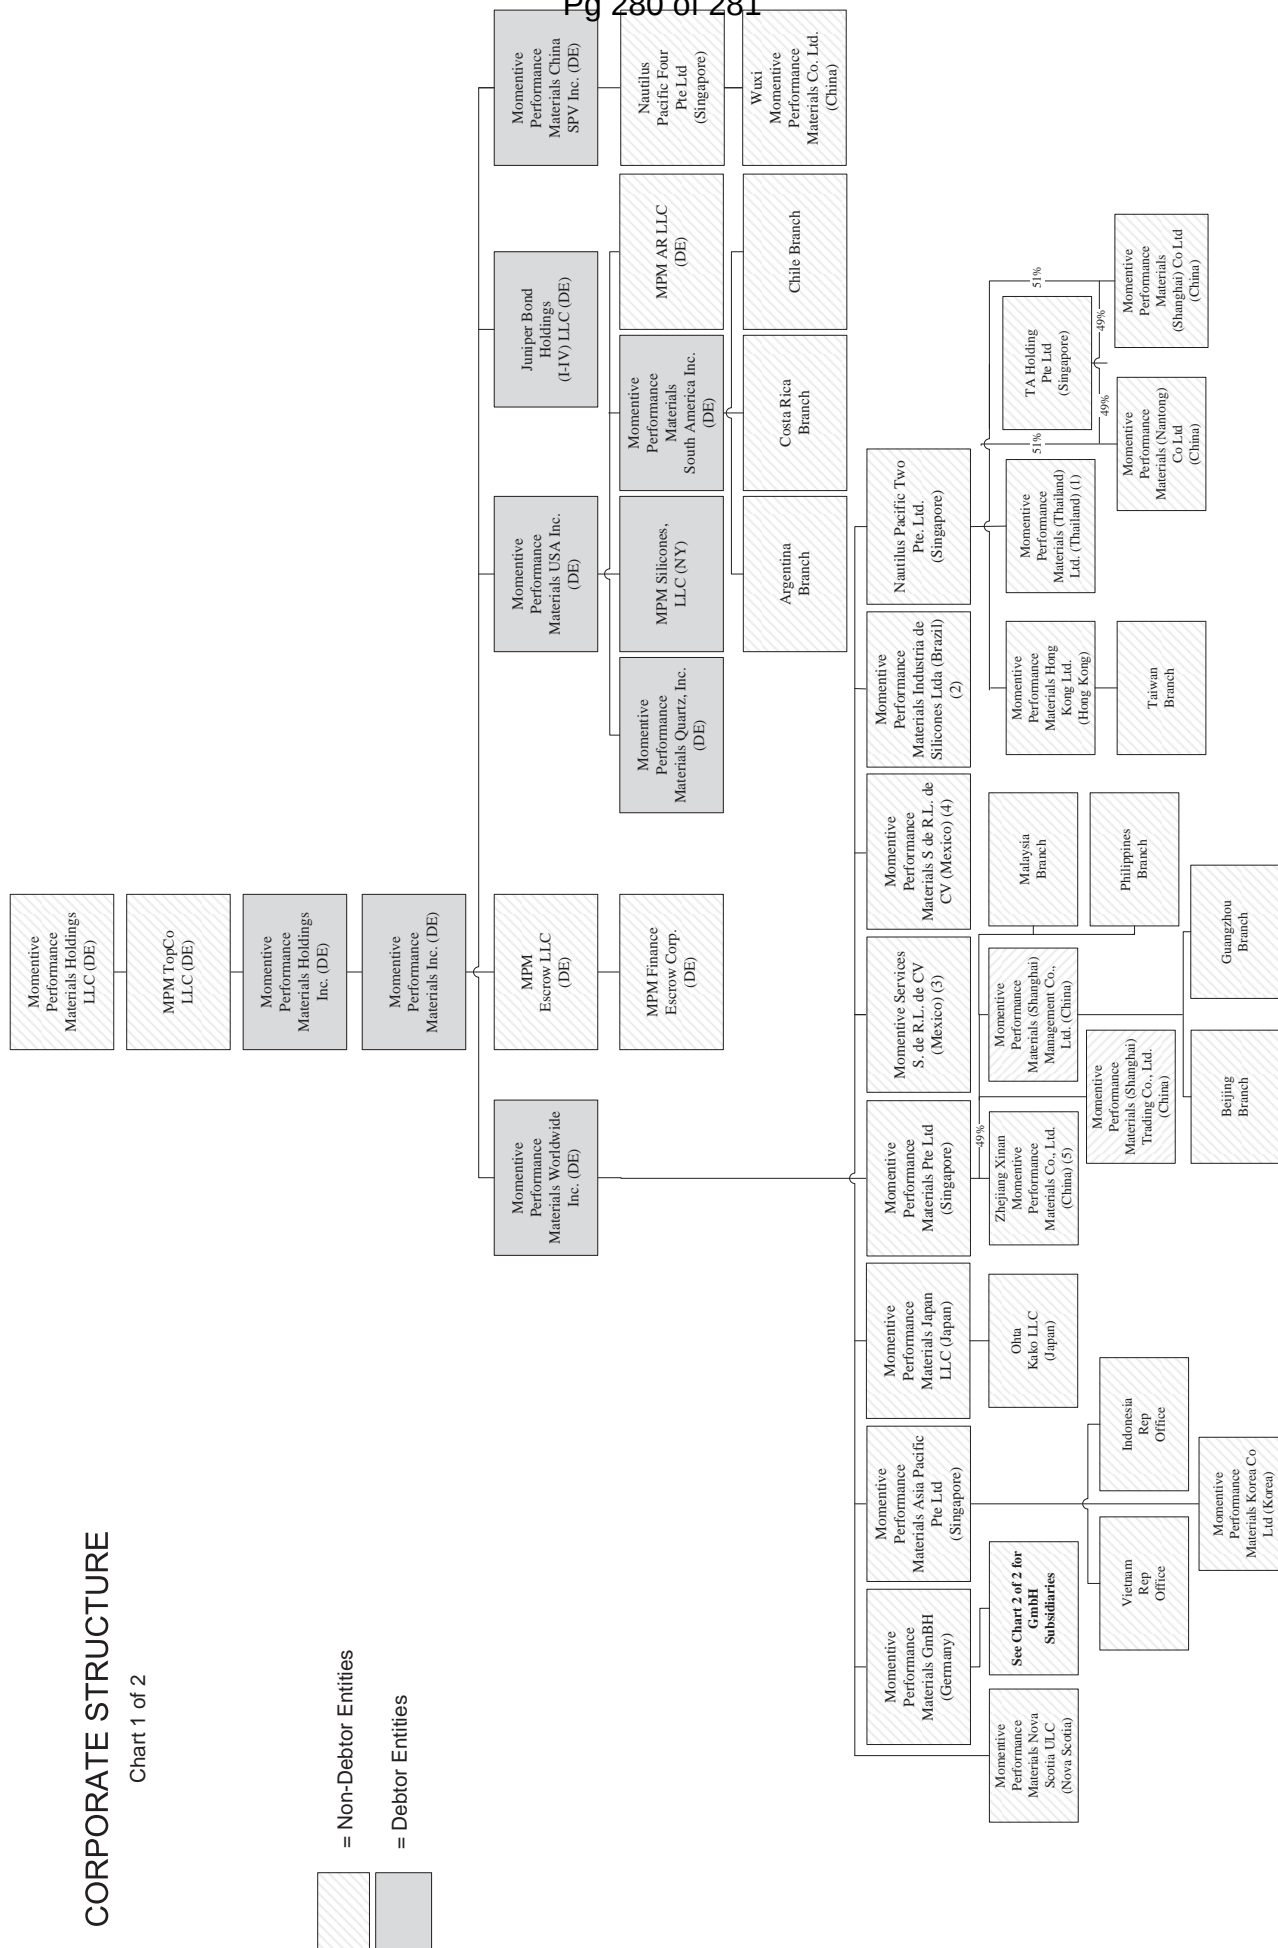 Pg 280 of 281
CORPORATE STRUCTURE
Chart 1 of 2
= Non-Debtor Entities
= Debtor Entities
Momentive
Performance
Materials Holdings
LLC (DE)
MPM TopCo
LLC (DE)
Momentive
Performance
Materials Holdings
Inc. (DE)
Momentive
Performance
Materials Inc. (DE)
Momentive
Performance
Materials Worldwide
Inc. (DE)
MPM
Escrow LLC
(DE)
Momentive
Performance
Materials USA Inc.
(DE)
Juniper Bond
Holdings
(I-IV) LLC (DE)
Momentive
Performance
Materials China
SPV Inc. (DE)
MPM Finance
Escrow Corp.
(DE)
Momentive
Performance
Materials Quartz, Inc.
(DE)
MPM Silicones,
LLC (NY)
Momentive
Performance
Materials
South America Inc.
(DE)
MPM AR LLC
(DE)
Nautilus
Pacific Four
Pte Ltd
(Singapore)
Argentina
Branch
Costa Rica
Branch
Chile Branch
Wuxi
Momentive
Performance
Materials Co. Ltd.
(China)
Momentive
Performance
Materials GmBH
(Germany)
Momentive
Performance
Materials Asia Pacific
Pte Ltd
(Singapore)
Momentive
Performance
Materials Japan
LLC (Japan)
Momentive
Performance
Materials Pte Ltd
(Singapore)
Momentive Services
S. de R.L. de CV
(Mexico) (3)
Momentive
Performance
Materials S de R.L. de
CV (Mexico) (4)
Momentive
Performance
Materials Industria de
Silicones Ltda (Brazil)
(2)
Nautilus Pacific Two
Pte. Ltd.
(Singapore)
Momentive
Performance
Materials Nova
Scotia ULC
(Nova Scotia)
See Chart 2 of 2 for
GmbH
Subsidiaries
Ohta
Kako LLC
(Japan)
49%
Zhejiang Xinan
Momentive
Performance
Materials Co., Ltd.
(China) (5)
Momentive
Performance
Materials (Shanghai)
Management Co.,
Ltd. (China)
Malaysia
Branch
Momentive
Performance
Materials Hong
Kong Ltd.
(Hong Kong)
Momentive
Performance
Materials (Thailand)
Ltd. (Thailand) (1)
51%
TA Holding
Pte Ltd
(Singapore)
51%
49%
49%
Vietnam
Rep
Office
Indonesia
Rep
Office
Momentive
Performance
Materials (Shanghai)
Trading Co., Ltd.
(China)
Philippines
Branch
Taiwan
Branch
Momentive
Performance
Materials (Nantong)
Co Ltd
(China)
Momentive
Performance
Materials
(Shanghai) Co Ltd
(China)
Momentive
Performance
Materials Korea Co
Ltd (Korea)
Beijing
Branch
Guangzhou
Branch